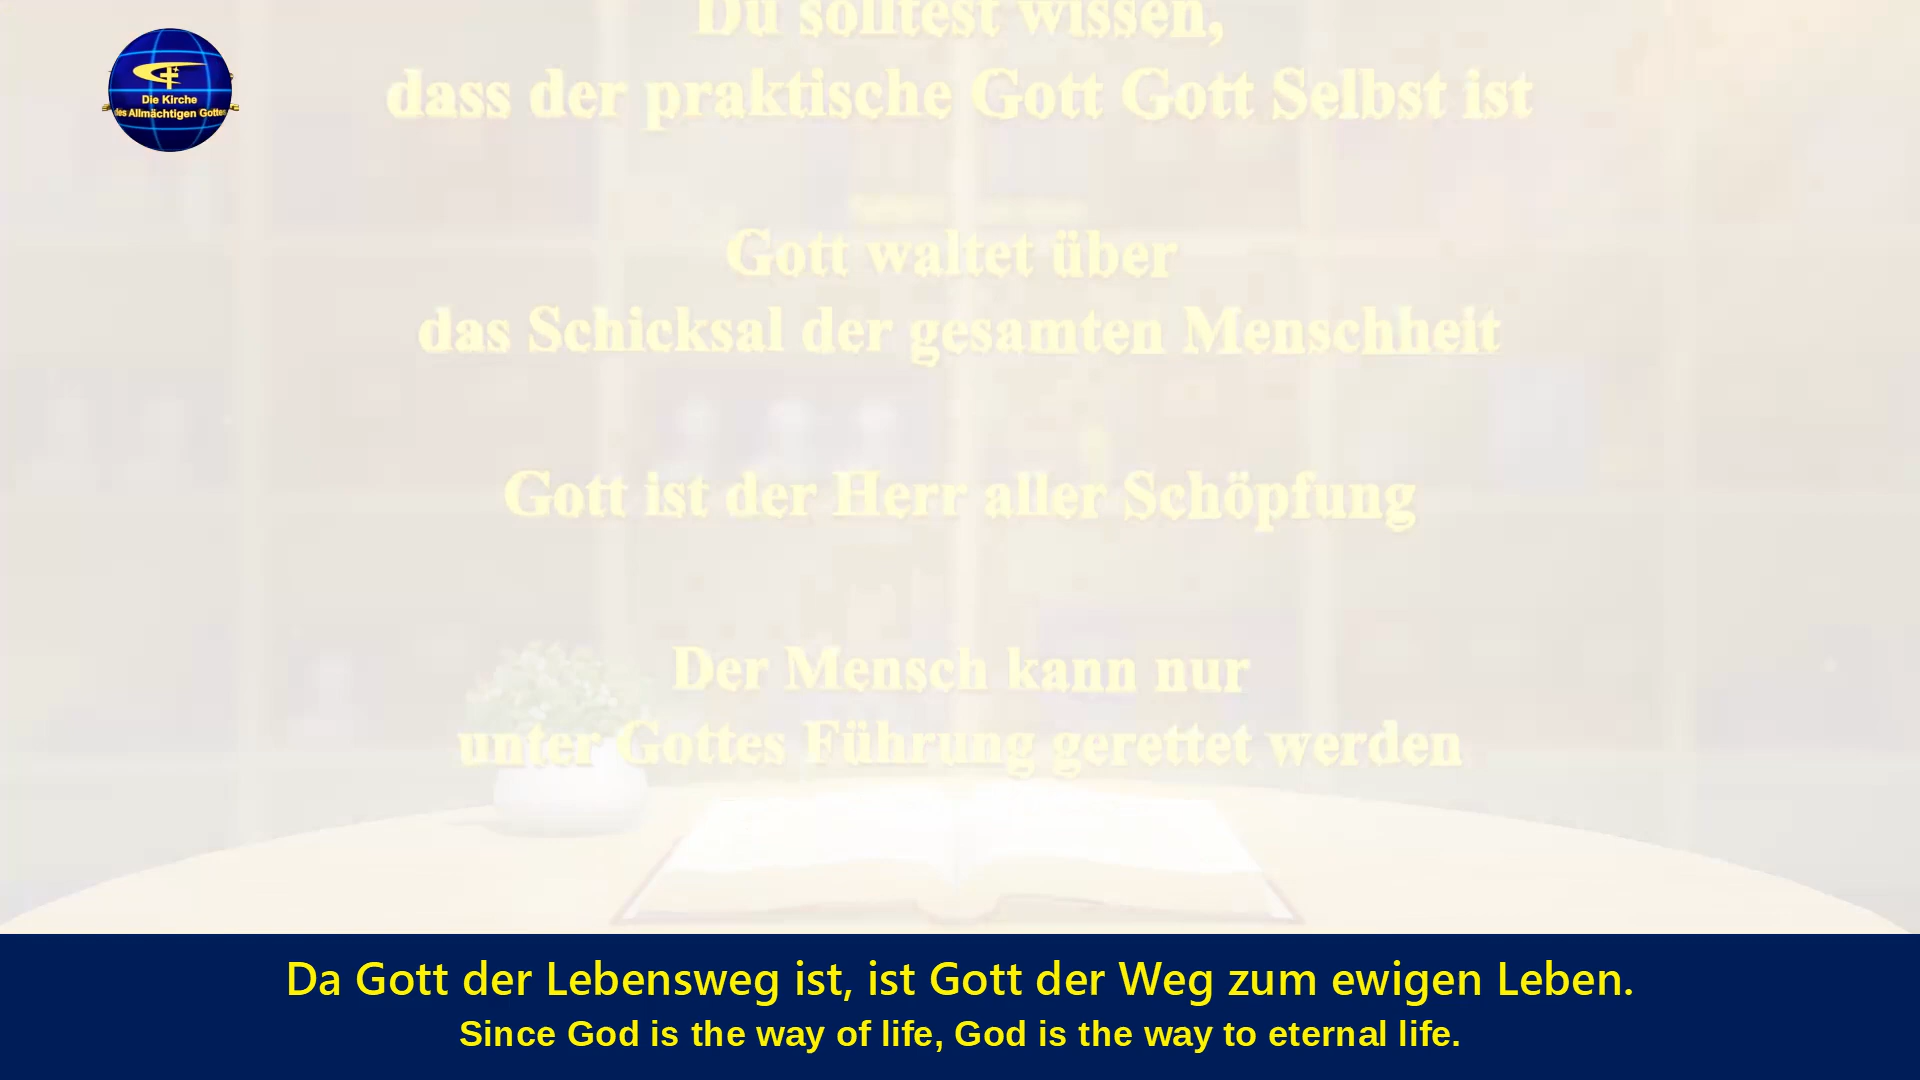 Du solltest wissen,
dass der praktische Gott Gott Selbst ist
Gott waltet über
das Schicksal der gesamten Menschheit
Gott ist der Herr aller Schöpfung
Der Mensch kann nur
unter Gottes Führung gerettet werden
Die Kirche
des Allmächtigen Gottes
Da Gott der Lebensweg ist, ist Gott der Weg zum ewigen Leben.
Since God is the way of life, God is the way to eternal life.